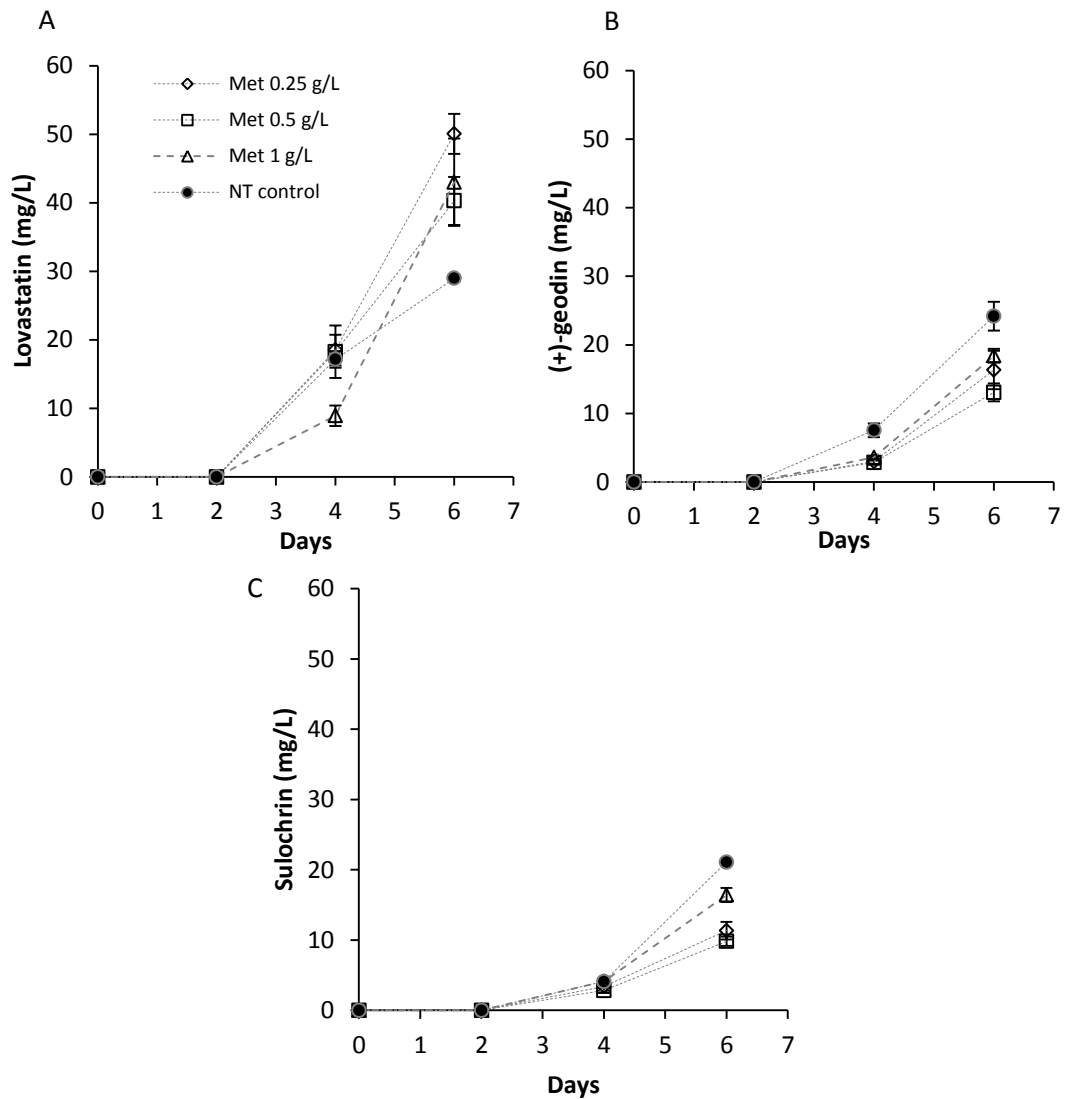 A
60
50
40
30
20
10
0
Lovastatin (mg/L)
Met 0.25 g/L
Met 0.5 g/L
Met 1 g/L
NT control
0 1 2 3 4 5 6 7
Days
B
60
50
40
30
20
10
0
(+)-geodin (mg/L)
0 1 2 3 4 5 6 7
Days
C
60
50
40
30
20
10
0
Sulochrin (mg/L)
0 1 2 3 4 5 6 7
Days